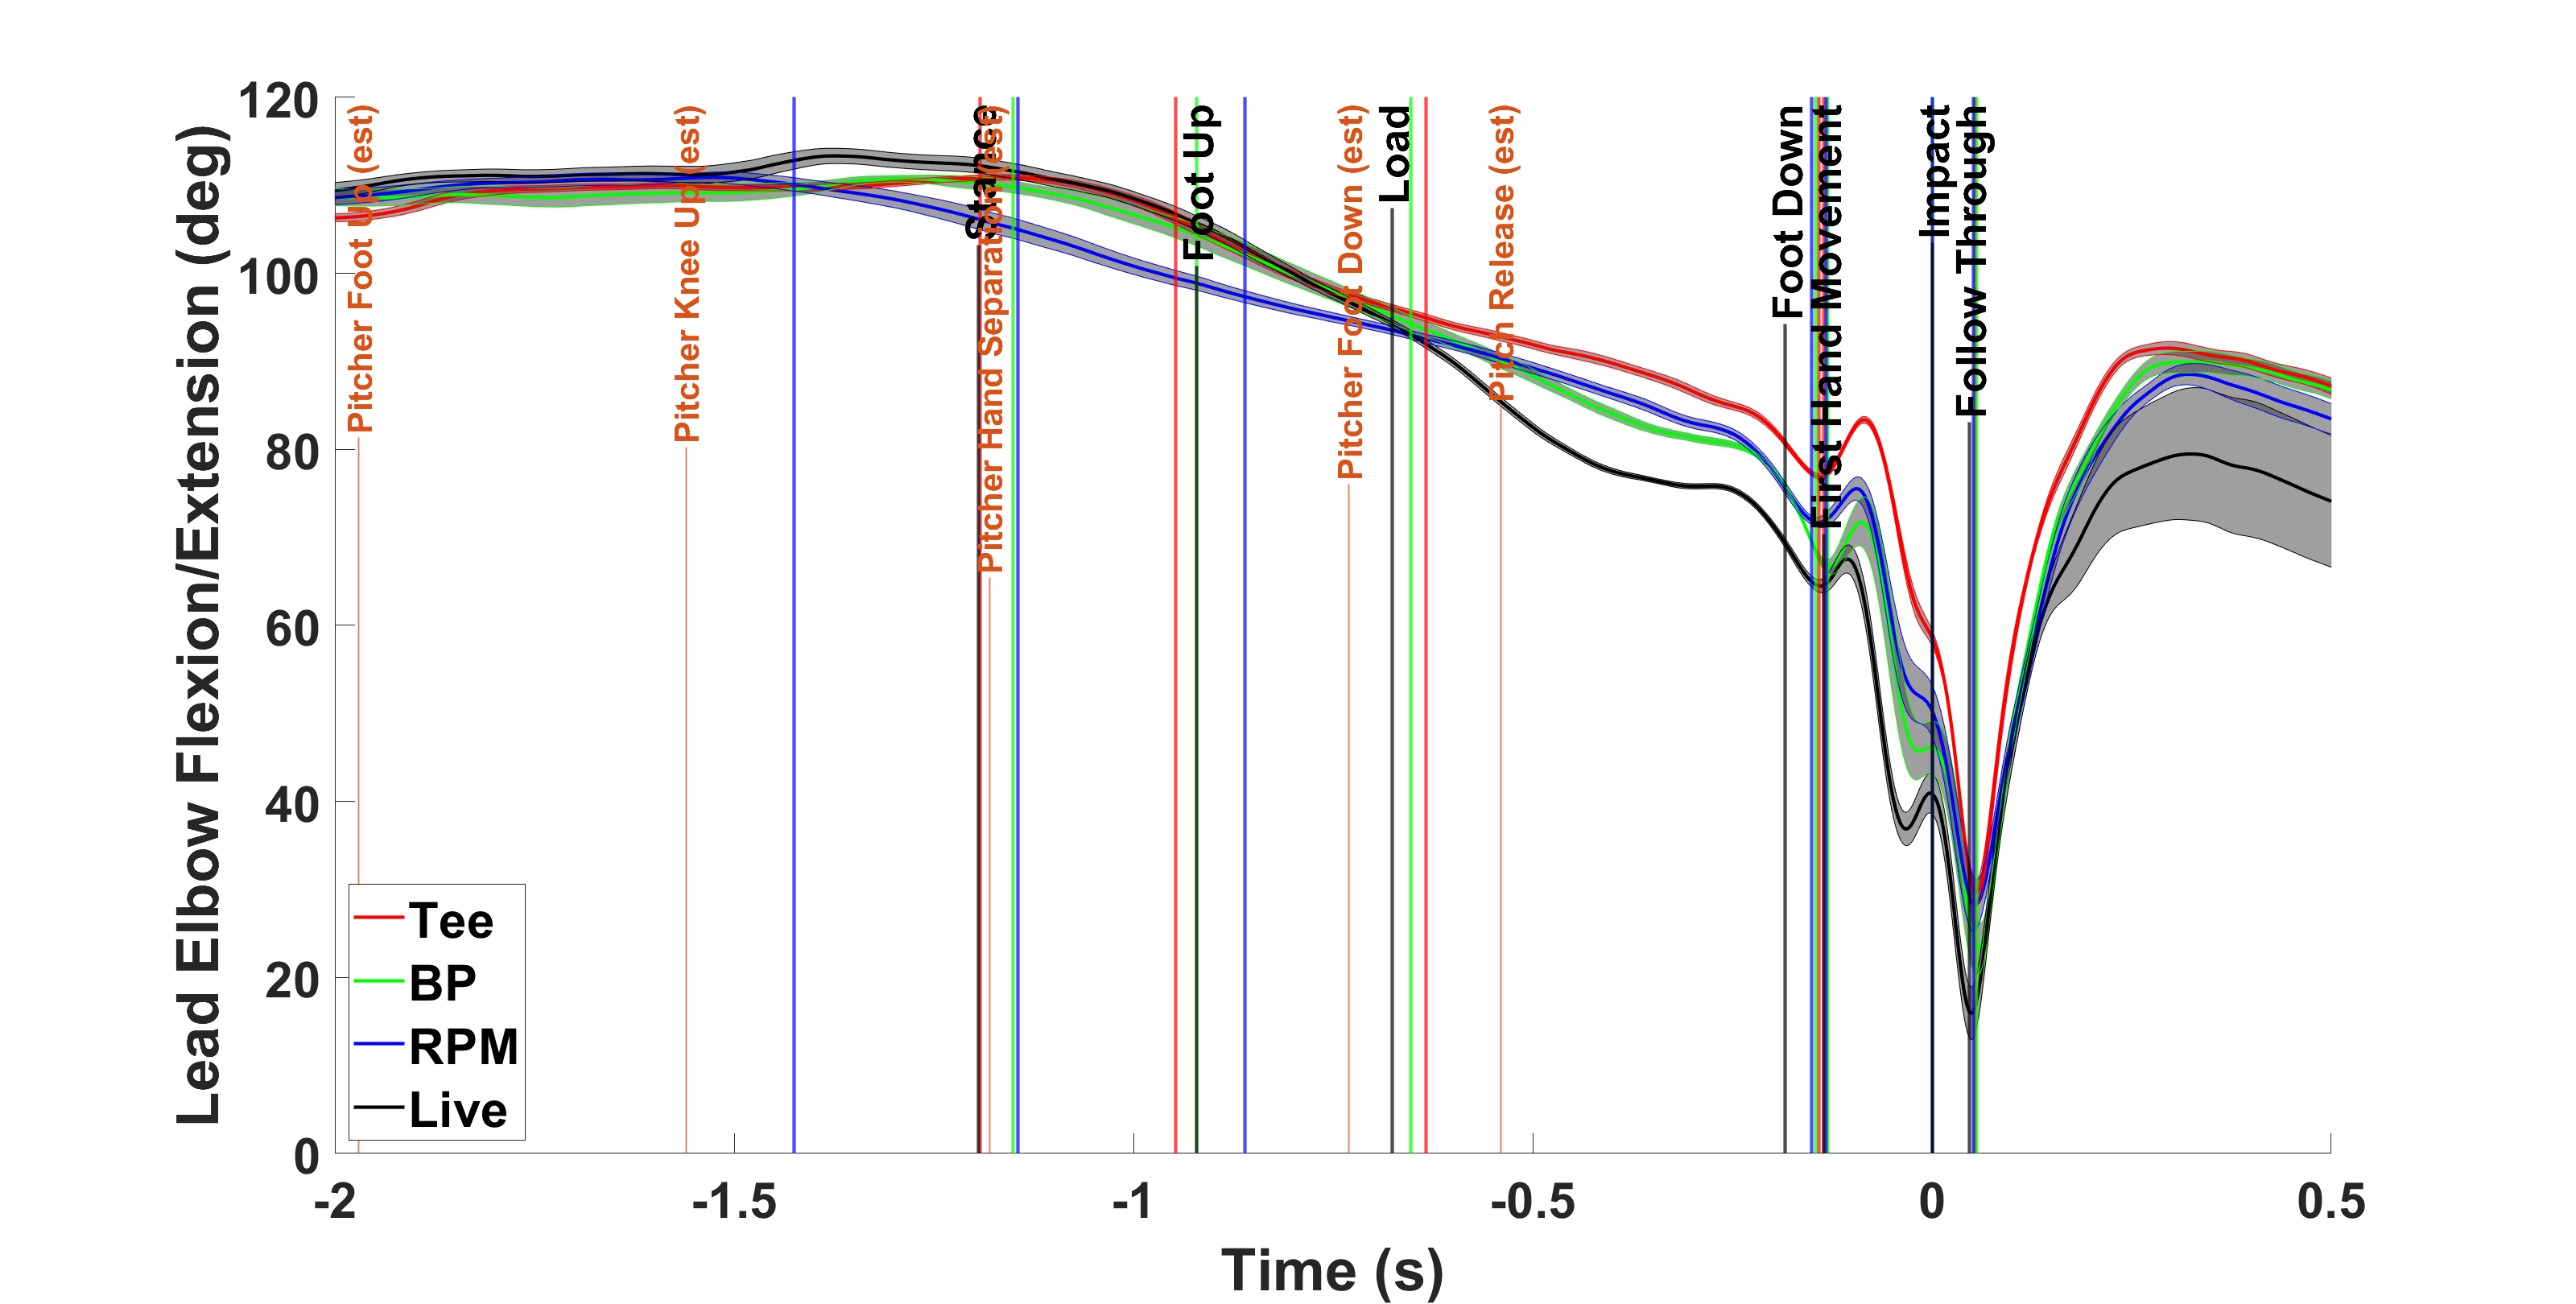 Lead Elbow Flexion/Extension (deg)
120
100
80
60
40
20
0
Pitcher Foot Up (est)
Pitcher Knee Up (est)
Stance
Pitcher Hand Separation (est)
Foot Up
Pitcher Foot Down (est)
Load
Pitch Release (est)
Foot Down
First Hand Movement
Impact
Follow Through
Tee
BP
RPM
Live
-2
-1.5
-1
-0.5
0
0.5
Time (s)